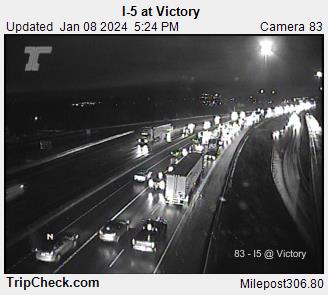 I-5 at Victory
Updated Jan 08 2024 5:24 PM Camera 83
T
N
83 - I5 @ Victory
TripCheck.com Milepost306.80